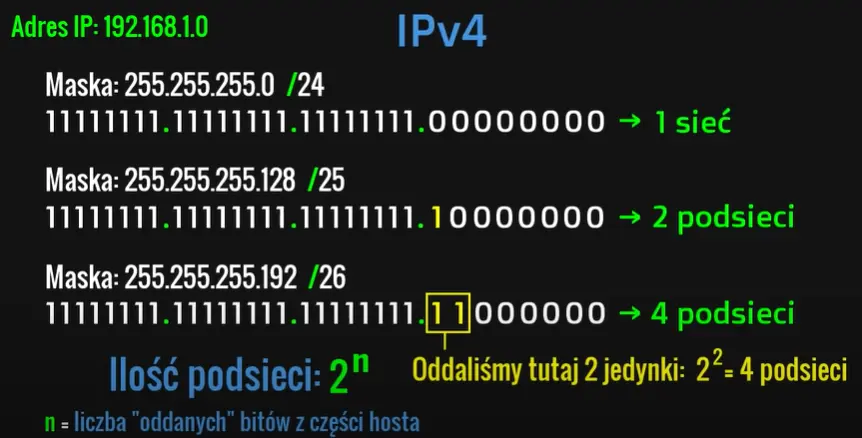 Adres IP: 192.168.1.0
IPv4
Maska: 255.255.255.0 /24
11111111.11111111.11111111.00000000 → 1 sieć
Maska: 255.255.255.128 /25
11111111.11111111.11111111.10000000 → 2 podsieci
Maska: 255.255.255.192 /26
11111111.11111111.11111111.11000000 → 4 podsieci
Ilość podsieci: 2ⁿ
Oddaliśmy tutaj 2 jedynki: 2²= 4 podsieci
n = liczba "oddanych" bitów z części hosta